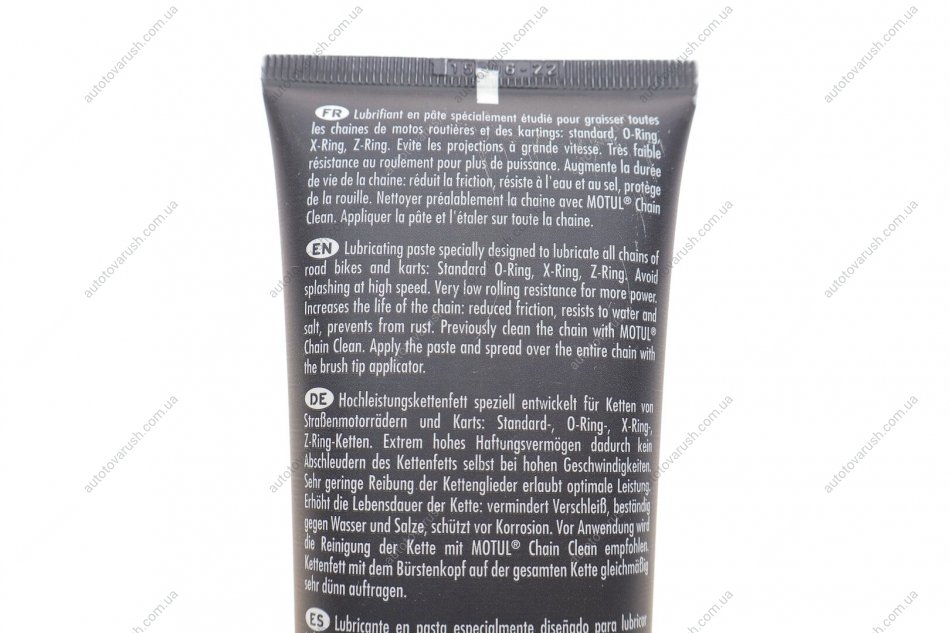 FR Lubrifiant en pâte spécialement étudié pour graisser toutes
les chaines de motos routières et des kartings: standard, O-Ring,
X-Ring, Z-Ring. Evite les projections à grande vitesse. Très faible
résistance au roulement pour plus de puissance. Augmente la durée
de vie de la chaine: réduit la friction, résiste à l'eau et au sel, protège
de la rouille. Nettoyer préalablement la chaine avec MOTUL® Chain
Clean. Appliquer la pâte et l'étaler sur toute la chaine.
EN Lubricating paste specially designed to lubricate all chains of
road bikes and karts: Standard O-Ring, X-Ring, Z-Ring. Avoid
splashing at high speed. Very low rolling resistance for more power.
Increases the life of the chain: reduced friction, resists to water and
salt, prevents from rust. Previously clean the chain with MOTUL®
Chain Clean. Apply the paste and spread over the entire chain with
the brush tip applicator.
DE Hochleistungskettenfett speziell entwickelt für Ketten von
Straßenmotorrädern und Karts: Standard-, O-Ring-, X-Ring-,
Z-Ring-Ketten. Extrem hohes Haftungsvermögen dadurch kein
Abschleudern des Kettenfetts selbst bei hohen Geschwindigkeiten.
Sehr geringe Reibung der Kettenglieder erlaubt optimale Leistung.
Erhöht die Lebensdauer der Kette: vermindert Verschleiß, beständig
gegen Wasser und Salze, schützt vor Korrosion. Vor Anwendung wird
die Reinigung der Kette mit MOTUL® Chain Clean empfohlen.
Kettenfett mit dem Bürstenkopf auf der gesamten Kette gleichmäßig
sehr dünn auftragen.
ES Lubricante en pasta especialmente diseñado para lubricar
autotovarush.com.ua